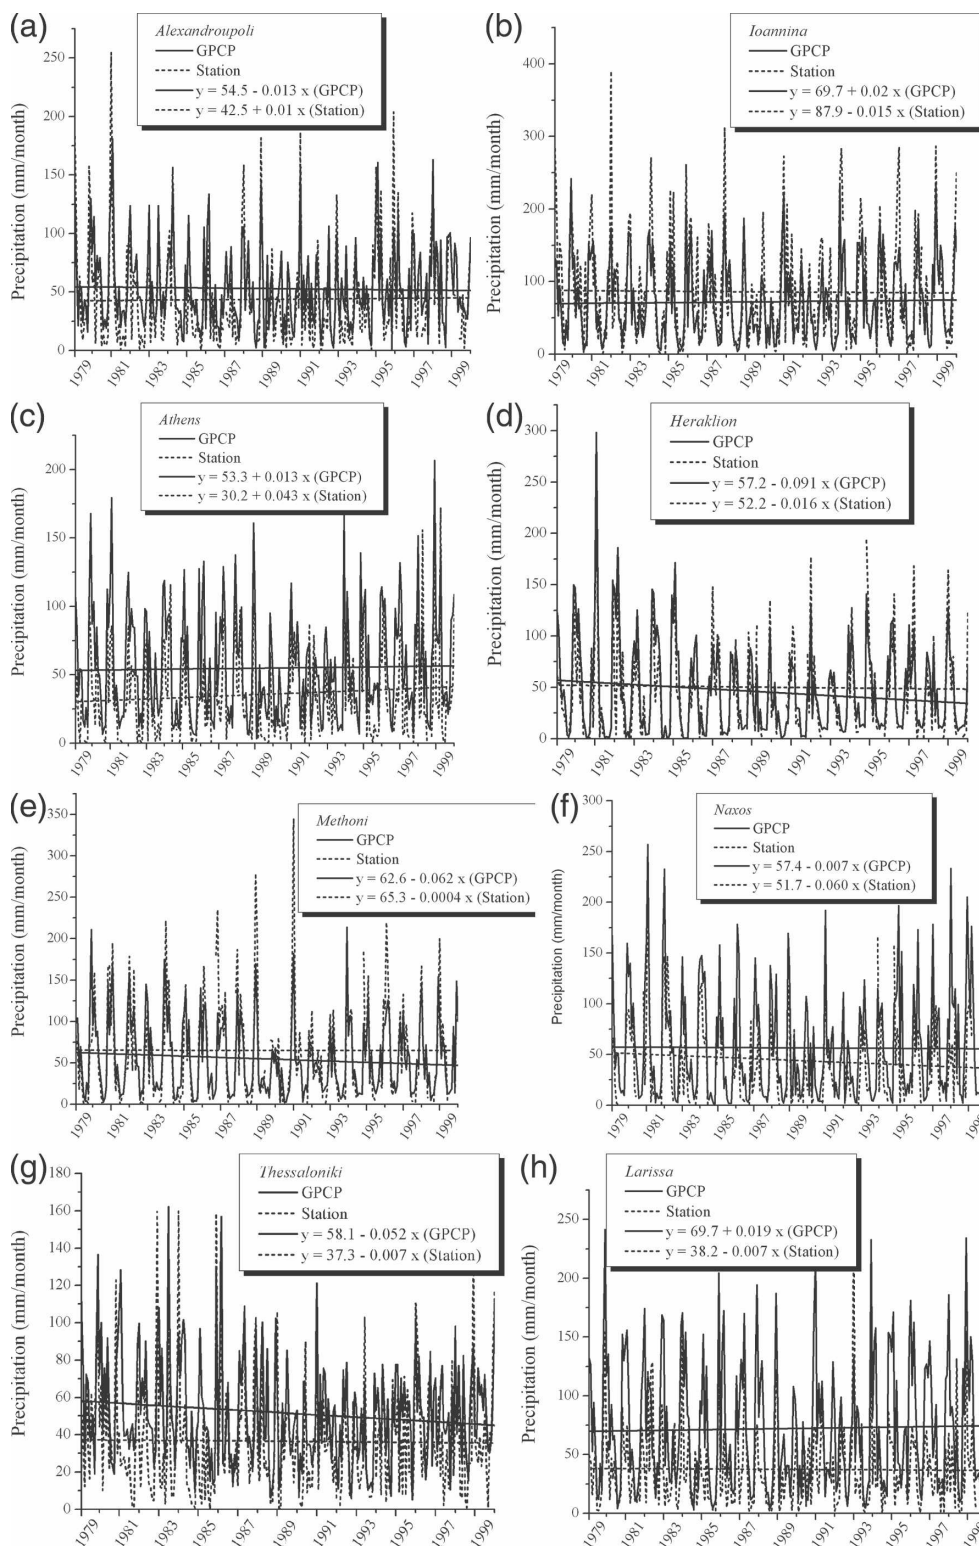 (a)
Alexandroupoli
GPCP
Station
y = 54.5 - 0.013 x (GPCP)
y = 42.5 + 0.01 x (Station)
Precipitation (mm/month)
250
200
150
100
50
0
1979
1981
1983
1985
1987
1989
1991
1993
1995
1997
1999
(b)
Ioannina
GPCP
Station
y = 69.7 + 0.02 x (GPCP)
y = 87.9 - 0.015 x (Station)
Precipitation (mm/month)
400
300
200
100
0
1979
1981
1983
1985
1987
1989
1991
1993
1995
1997
1999
(c)
Athens
GPCP
Station
y = 53.3 + 0.013 x (GPCP)
y = 30.2 + 0.043 x (Station)
Precipitation (mm/month)
200
150
100
50
0
1979
1981
1983
1985
1987
1989
1991
1993
1995
1997
1999
(d)
Heraklion
GPCP
Station
y = 57.2 - 0.091 x (GPCP)
y = 52.2 - 0.016 x (Station)
Precipitation (mm/month)
300
250
200
150
100
50
0
1979
1981
1983
1985
1987
1989
1991
1993
1995
1997
1999
(e)
Methoni
GPCP
Station
y = 62.6 - 0.062 x (GPCP)
y = 65.3 - 0.0004 x (Station)
Precipitation (mm/month)
350
300
250
200
150
100
50
0
1979
1981
1983
1985
1987
1989
1991
1993
1995
1997
1999
(f)
Naxos
GPCP
Station
y = 57.4 - 0.007 x (GPCP)
y = 51.7 - 0.060 x (Station)
Precipitation (mm/month)
300
250
200
150
100
50
0
1979
1981
1983
1985
1987
1989
1991
1993
1995
1997
(g)
Thessaloniki
GPCP
Station
y = 58.1 - 0.052 x (GPCP)
y = 37.3 - 0.007 x (Station)
Precipitation (mm/month)
180
160
140
120
100
80
60
40
20
0
1979
1981
1983
1985
1987
1989
1991
1993
1995
1997
1999
(h)
Larissa
GPCP
Station
y = 69.7 + 0.019 x (GPCP)
y = 38.2 - 0.007 x (Station)
Precipitation (mm/month)
250
200
150
100
50
0
1979
1981
1983
1985
1987
1989
1991
1993
1995
1997